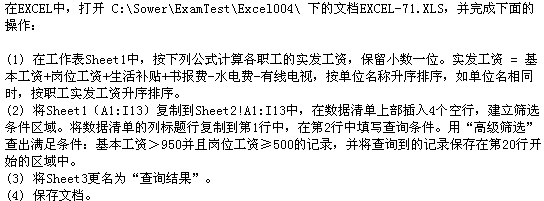 在EXCEL中，打开 C:\Sower\ExamTest\Excel004\ 下的文档EXCEL-71.XLS，并完成下面的
操作：
(1) 在工作表Sheet1中，按下列公式计算各职工的实发工资，保留小数一位。实发工资 = 基
本工资+岗位工资+生活补贴+书报费-水电费-有线电视，按单位名称升序排序，如单位名相同
时，按职工实发工资升序排序。
(2) 将Sheet1（A1:I13）复制到Sheet2!A1:I13中，在数据清单上部插入4个空行，建立筛选
条件区域。将数据清单的列标题行复制到第1行中，在第2行中填写查询条件。用“高级筛选”
查出满足条件：基本工资＞950并且岗位工资≥500的记录，并将查询到的记录保存在第20行开
始的区域中。
(3) 将Sheet3更名为“查询结果”。
(4) 保存文档。